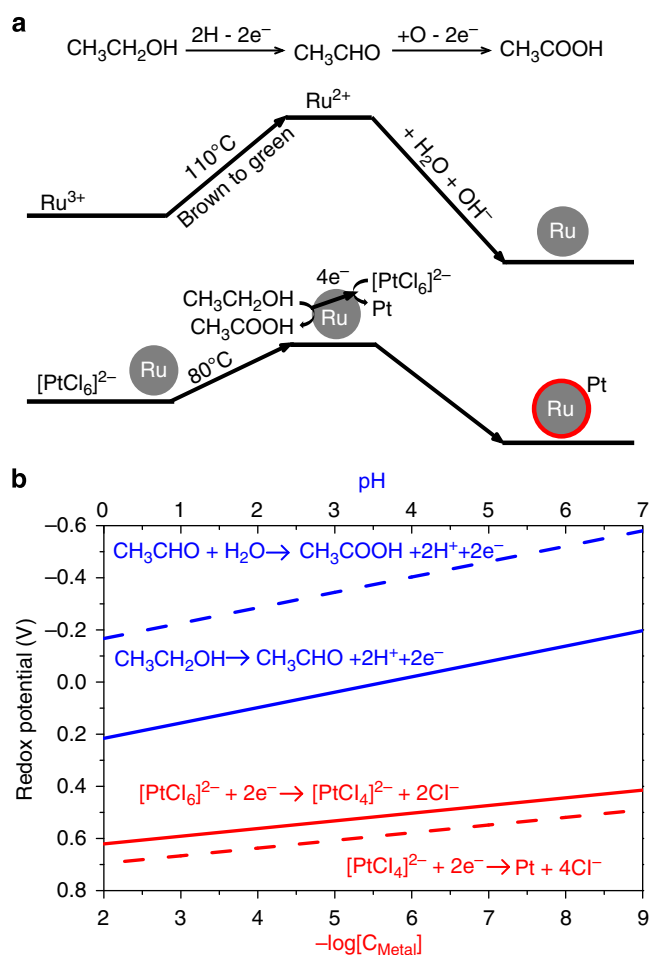 a
CH₃CH₂OH 2H - 2e⁻ CH₃CHO +O - 2e⁻ CH₃COOH
Ru²⁺
110°C
Brown to green
+ H₂O + OH⁻
Ru³⁺
Ru
4e⁻ [PtCl₆]²⁻
CH₃CH₂OH
Pt
Ru
CH₃COOH
[PtCl₆]²⁻ Ru 80°C
Pt
Ru
b
pH
0 1 2 3 4 5 6 7
–0.6
CH₃CHO + H₂O → CH₃COOH +2H⁺+2e⁻
–0.4
–0.2
CH₃CH₂OH → CH₃CHO +2H⁺+2e⁻
0.0
0.2
Redox potential (V)
0.4
[PtCl₆]²⁻ + 2e⁻ → [PtCl₄]²⁻ + 2Cl⁻
0.6
[PtCl₄]²⁻ + 2e⁻ → Pt + 4Cl⁻
0.8
2 3 4 5 6 7 8 9
–log[C_Metal]